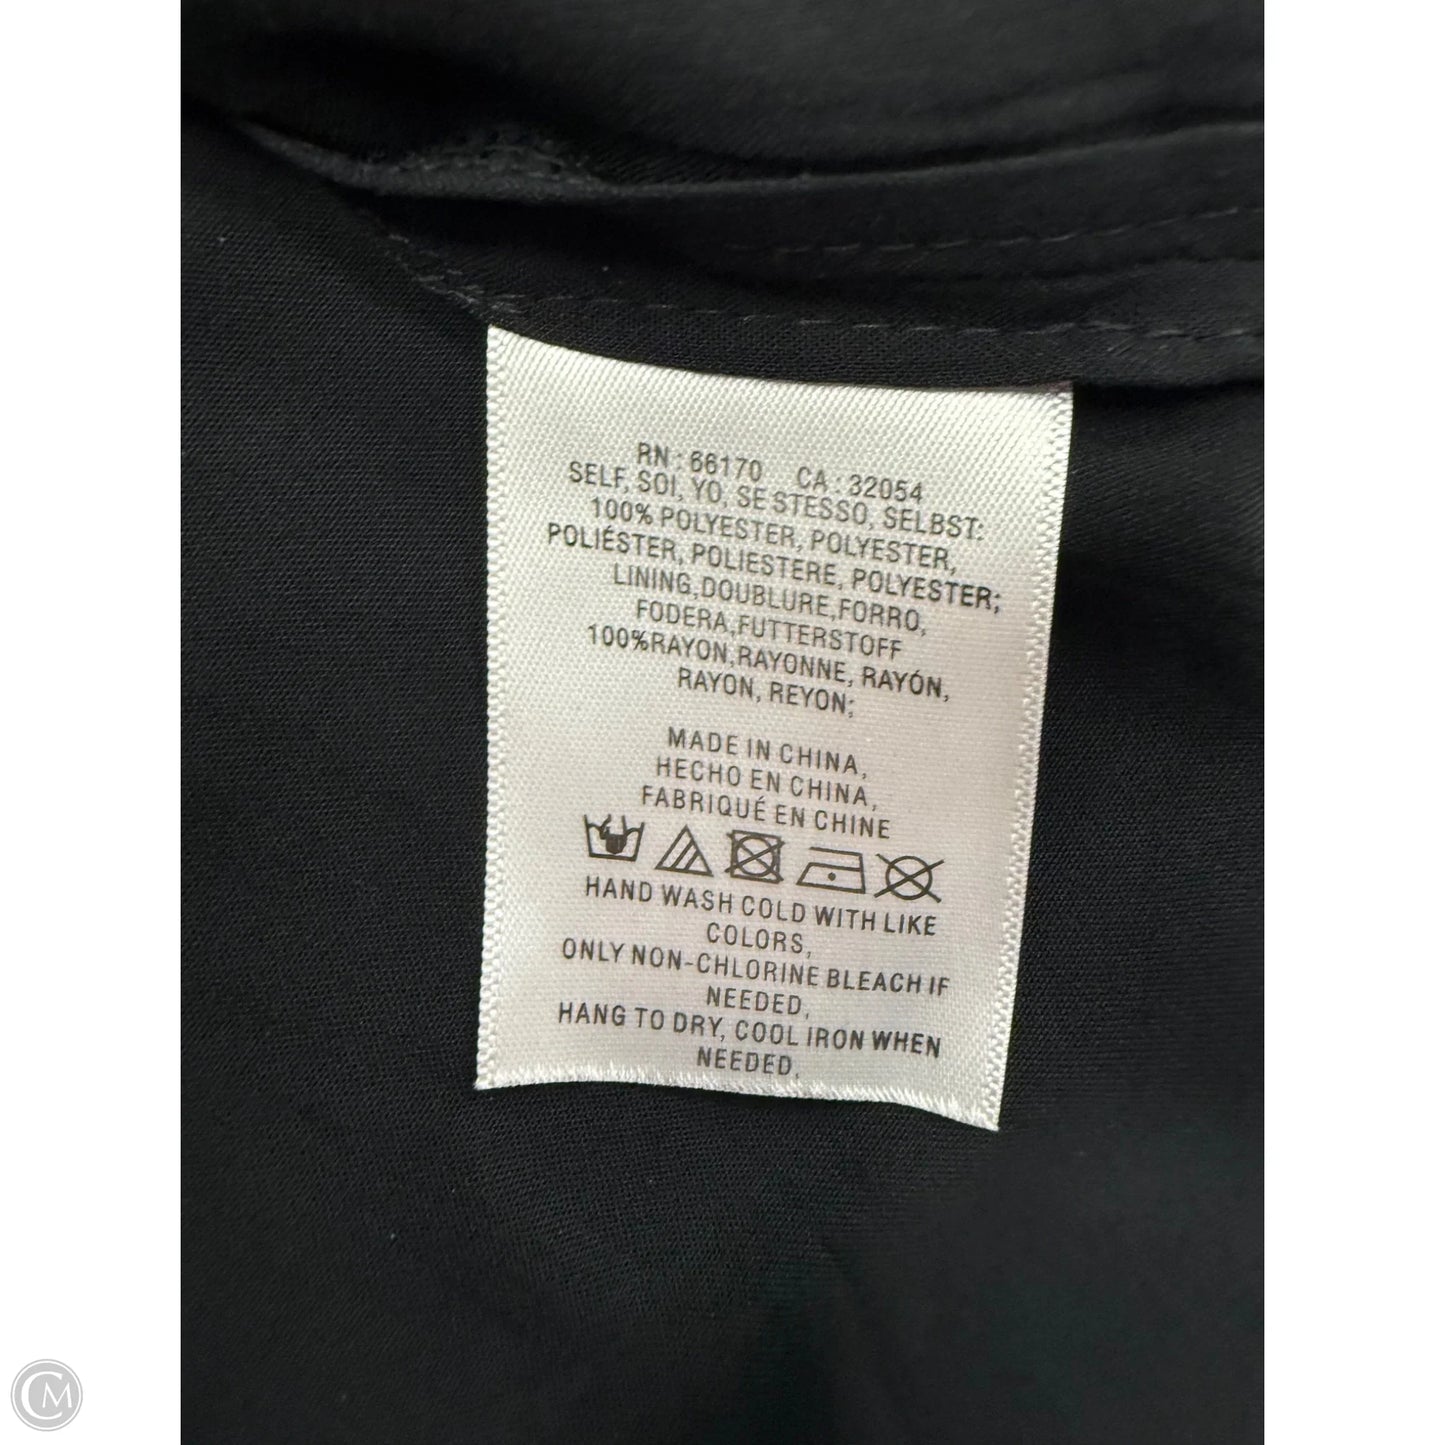 RN : 66170 CA : 32054
SELF, SOI, YO, SE STESSO, SELBST:
100% POLYESTER, POLYESTER,
POLIÉSTER, POLIESTERE, POLYESTER;
LINING,DOUBLURE,FORRO,
FODERA,FUTTERSTOFF
100%RAYON,RAYONNE, RAYÓN,
RAYON, REYON;
MADE IN CHINA,
HECHO EN CHINA,
FABRIQUÉ EN CHINE
HAND WASH COLD WITH LIKE
COLORS,
ONLY NON-CHLORINE BLEACH IF
NEEDED,
HANG TO DRY, COOL IRON WHEN
NEEDED,
CM